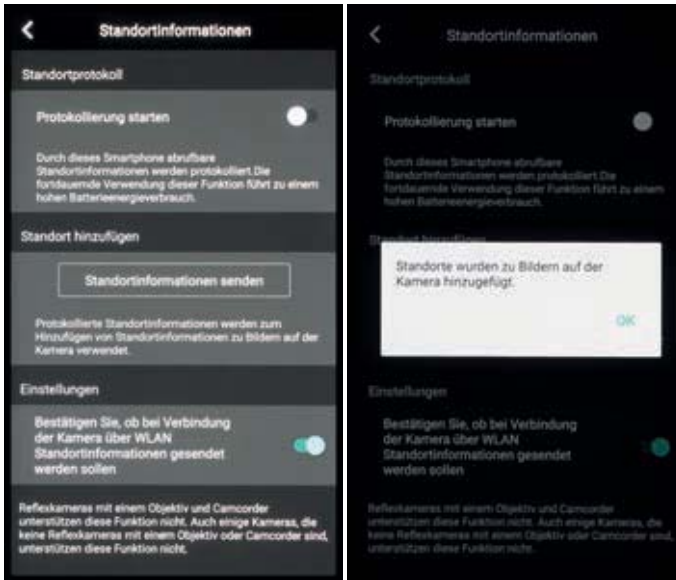 Standortinformationen
Standortprotokoll
Protokollierung starten
Durch dieses Smartphone abrufbare
Standortinformationen werden protokolliert.Die
fortdauernde Verwendung dieser Funktion führt zu einem
hohen Batterieenergieverbrauch.
Standort hinzufügen
Standortinformationen senden
Protokollierte Standortinformationen werden zum
Hinzufügen von Standortinformationen zu Bildern auf der
Kamera verwendet.
Einstellungen
Bestätigen Sie, ob bei Verbindung
der Kamera über WLAN
Standortinformationen gesendet
werden sollen
Reflexkameras mit einem Objektiv und Camcorder
unterstützen diese Funktion nicht. Auch einige Kameras, die
keine Reflexkameras mit einem Objektiv oder Camcorder sind,
unterstützen diese Funktion nicht.
Standortinformationen
Standortprotokoll
Protokollierung starten
Durch dieses Smartphone abrufbare
Standortinformationen werden protokolliert.Die
fortdauernde Verwendung dieser Funktion führt zu einem
hohen Batterieenergieverbrauch.
Standort hinzufügen
Standorte wurden zu Bildern auf der
Kamera hinzugefügt.
OK
Einstellungen
Bestätigen Sie, ob bei Verbindung
der Kamera über WLAN
Standortinformationen gesendet
werden sollen
Reflexkameras mit einem Objektiv und Camcorder
unterstützen diese Funktion nicht. Auch einige Kameras, die
keine Reflexkameras mit einem Objektiv oder Camcorder sind,
unterstützen diese Funktion nicht.